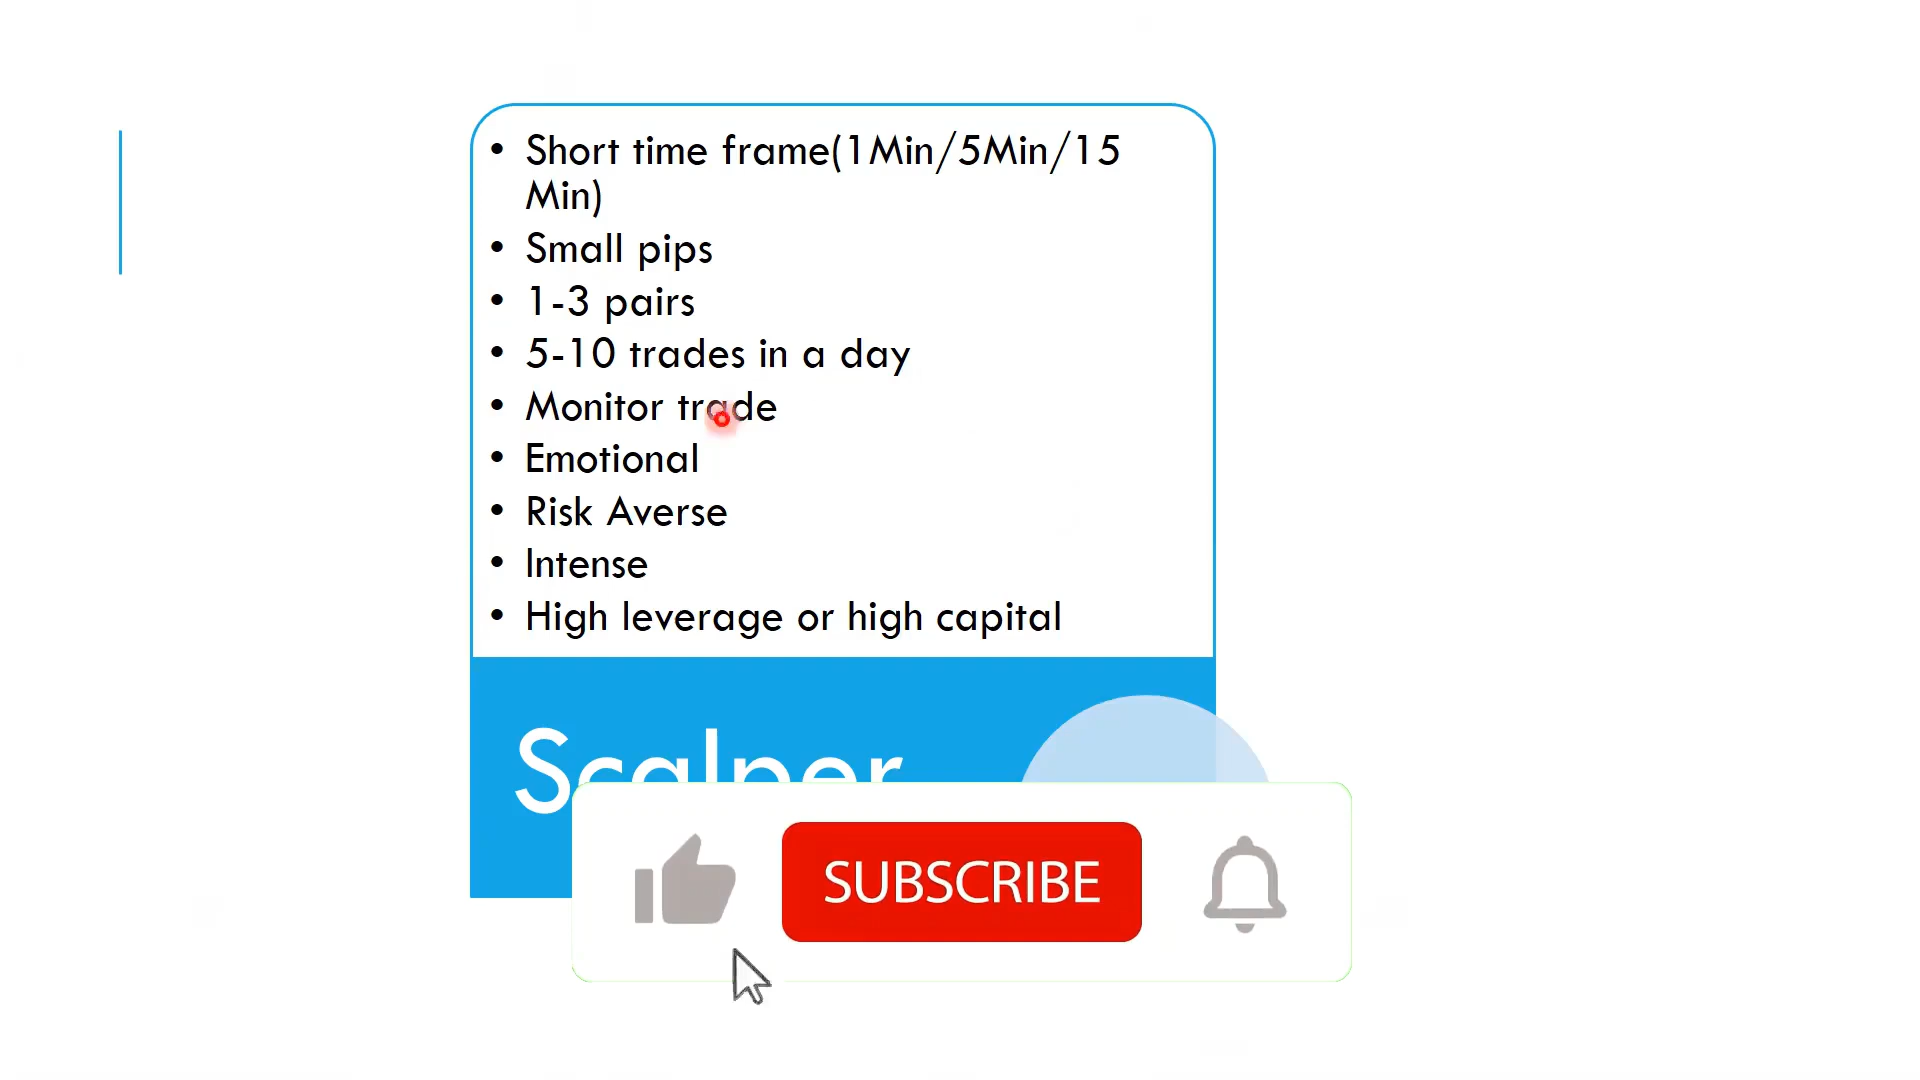 • Short time frame(1Min/5Min/15
Min)
• Small pips
• 1-3 pairs
• 5-10 trades in a day
• Monitor trade
• Emotional
• Risk Averse
• Intense
• High leverage or high capital
Scalper
SUBSCRIBE